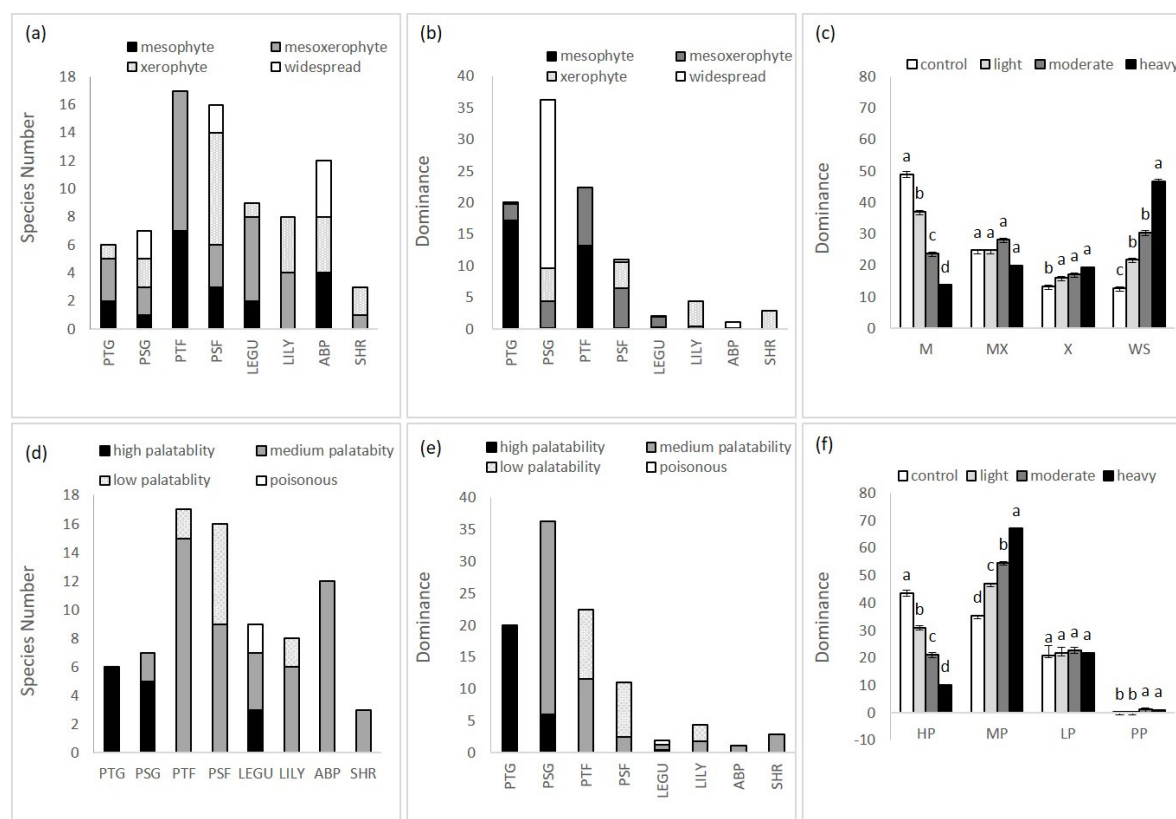 (a)
mesophyte mesoxerophyte
xerophyte widespread
18
16
14
12
10
8
6
4
2
0
Species Number
PTG PSG PTF PSF LEGU LILY ABP SHR
(b)
mesophyte mesoxerophyte
xerophyte widespread
40
35
30
25
20
15
10
5
0
Dominance
PTG PSG PTF PSF LEGU LILY ABP SHR
(c)
control light moderate heavy
80
70
60
50
40
30
20
10
0
Dominance
a b c d a a a a b a a a c b b a
M MX X WS
(d)
high palatablity medium palatabity
low palatablity poisonous
18
16
14
12
10
8
6
4
2
0
Species Number
PTG PSG PTF PSF LEGU LILY ABP SHR
(e)
high palatability medium palatability
low palatability poisonous
40
35
30
25
20
15
10
5
0
Dominance
PTG PSG PTF PSF LEGU LILY ABP SHR
(f)
control light moderate heavy
80
70
60
50
40
30
20
10
0
-10
Dominance
a b c d d c b a a a a a b b a a
HP MP LP PP